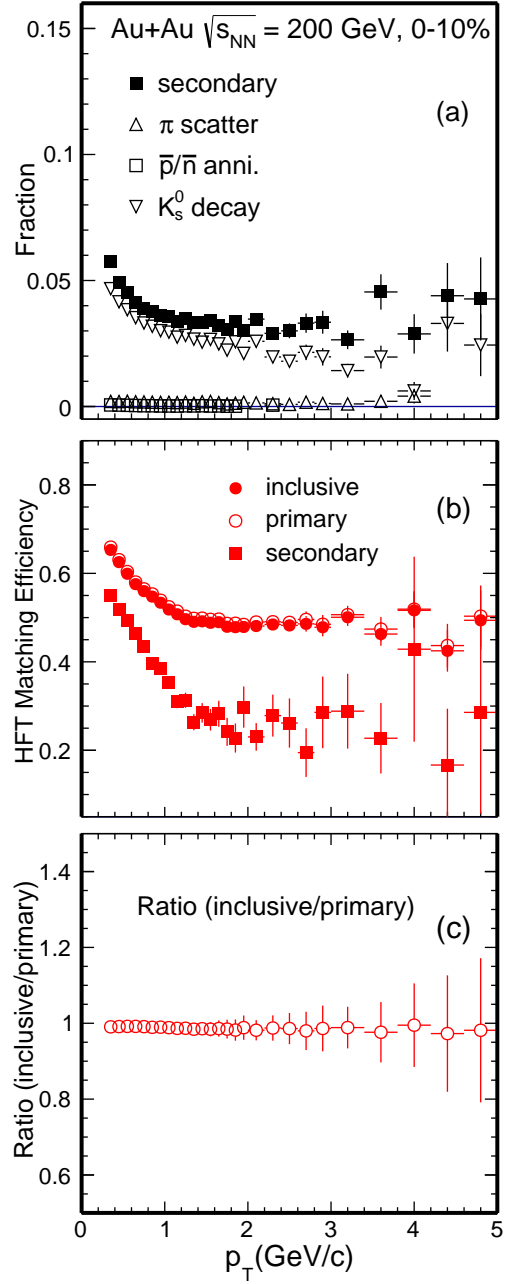 Au+Au √s_NN = 200 GeV, 0-10%
secondary
(a)
π scatter
p̄/n̄ anni.
K_s^0 decay
Fraction
0.15
0.1
0.05
0
inclusive
(b)
primary
secondary
HFT Matching Efficiency
0.8
0.6
0.4
0.2
Ratio (inclusive/primary)
(c)
Ratio (inclusive/primary)
1.4
1.2
1
0.8
0.6
0 1 2 3 4 5
p_T(GeV/c)